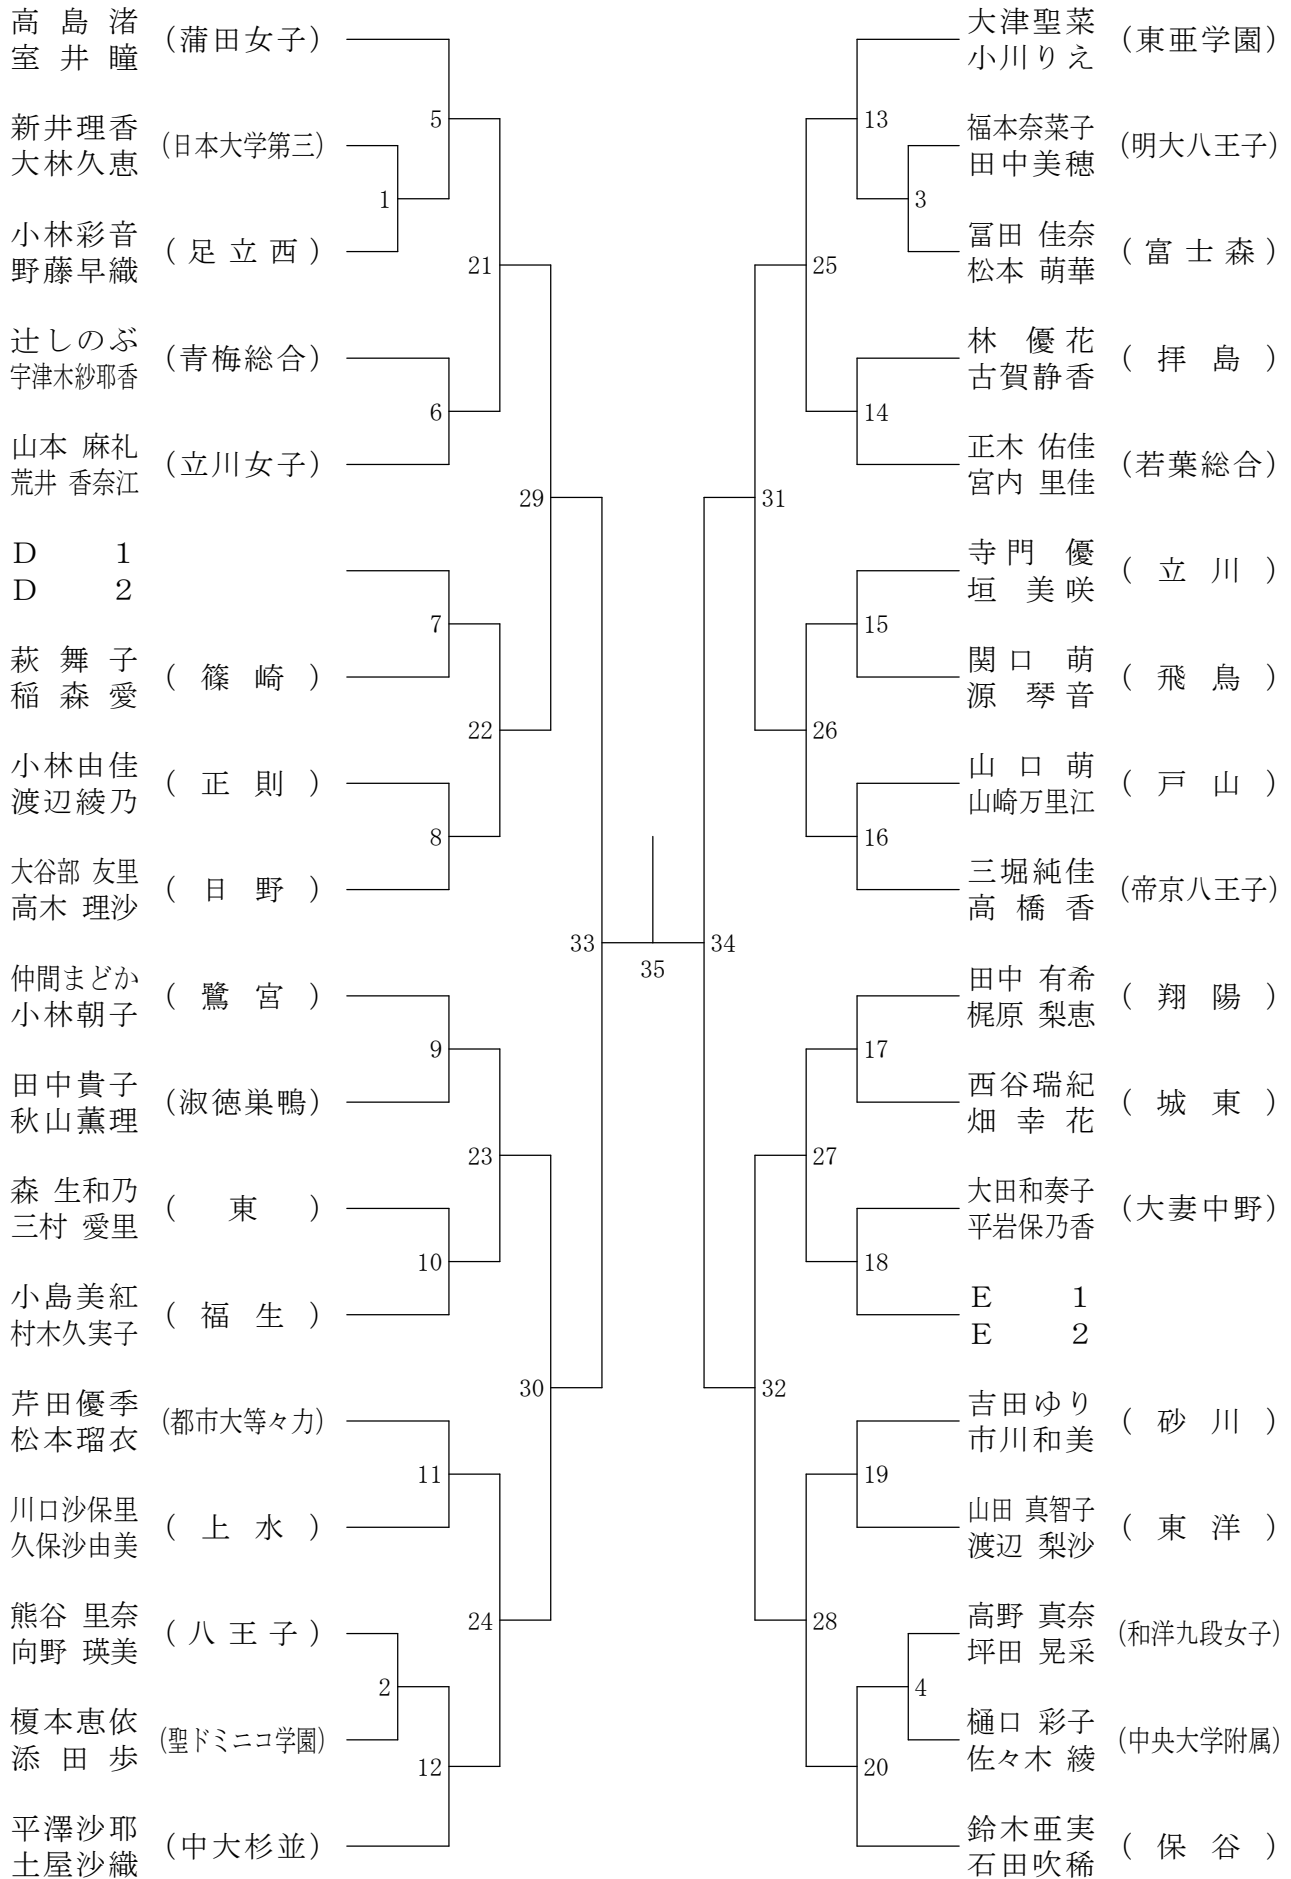 高島渚 (蒲田女子)
室井瞳
新井理香 (日本大学第三)
大林久恵
小林彩音 (足立西)
野藤早織
辻しのぶ (青梅総合)
宇津木紗耶香
山本 麻礼 (立川女子)
荒井 香奈江
D 1
D 2
萩舞子 (篠崎)
稲森愛
小林由佳 (正則)
渡辺綾乃
大谷部 友里 (日野)
高木 理沙
仲間まどか (鷺宮)
小林朝子
田中貴子 (淑徳巣鴨)
秋山薫理
森 生和乃 (東)
三村 愛里
小島美紅 (福生)
村木久実子
芹田優季 (都市大等々力)
松本瑠衣
川口沙保里 (上水)
久保沙由美
熊谷 里奈 (八王子)
向野 瑛美
榎本恵依 (聖ドミニコ学園)
添田歩
平澤沙耶 (中大杉並)
土屋沙織
1
2
5
6
7
8
9
10
11
12
21
22
23
24
29
30
33
35
34
31
32
25
26
27
28
13
14
15
16
17
18
19
20
3
4
大津聖菜 (東亜学園)
小川りえ
福本奈菜子 (明大八王子)
田中美穂
冨田 佳奈 (富士森)
松本 萌華
林 優花 (拝島)
古賀静香
正木 佑佳 (若葉総合)
宮内 里佳
寺門 優 (立川)
垣 美咲
関口 萌 (飛鳥)
源 琴音
山口萌 (戸山)
山崎万里江
三堀純佳 (帝京八王子)
高橋香
田中 有希 (翔陽)
梶原 梨恵
西谷瑞紀 (城東)
畑幸花
大田和奏子 (大妻中野)
平岩保乃香
E 1
E 2
吉田ゆり (砂川)
市川和美
山田 真智子 (東洋)
渡辺 梨沙
高野 真奈 (和洋九段女子)
坪田 晃采
樋口 彩子 (中央大学附属)
佐々木 綾
鈴木亜実 (保谷)
石田吹稀